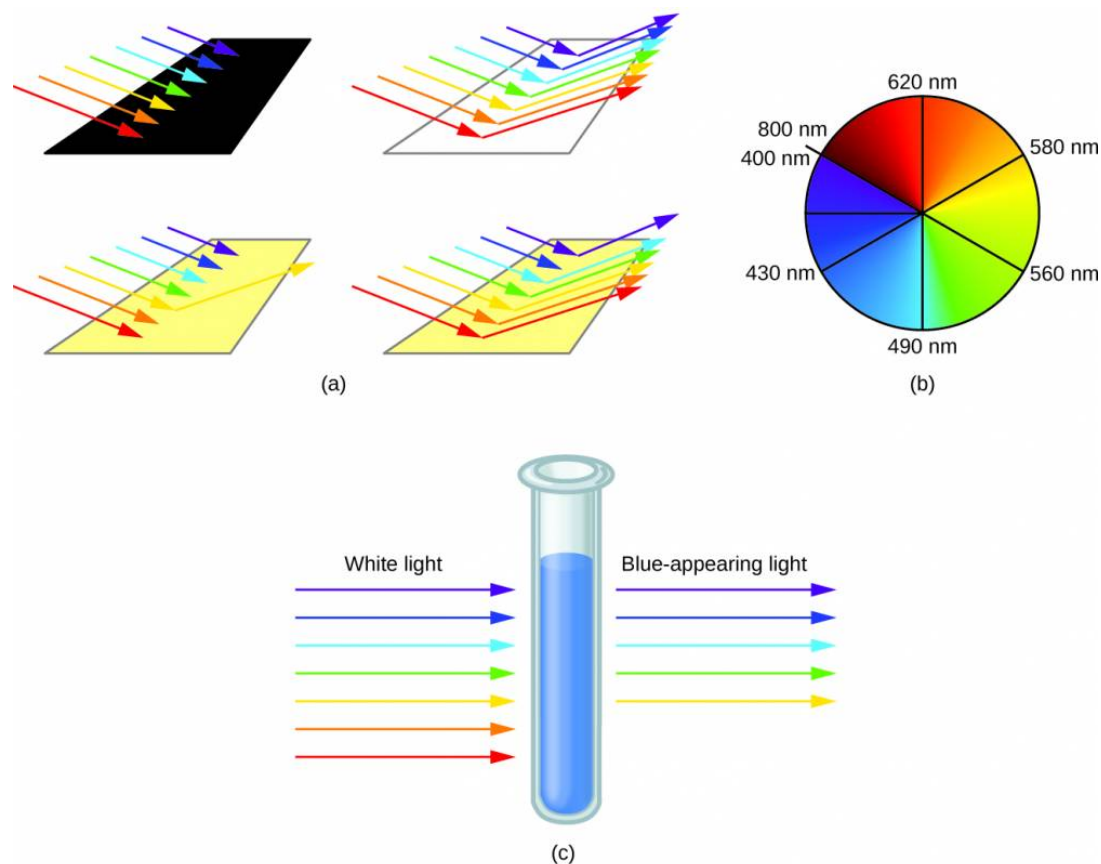 620 nm
800 nm
580 nm
400 nm
430 nm
560 nm
490 nm
(a)
(b)
White light
Blue-appearing light
(c)